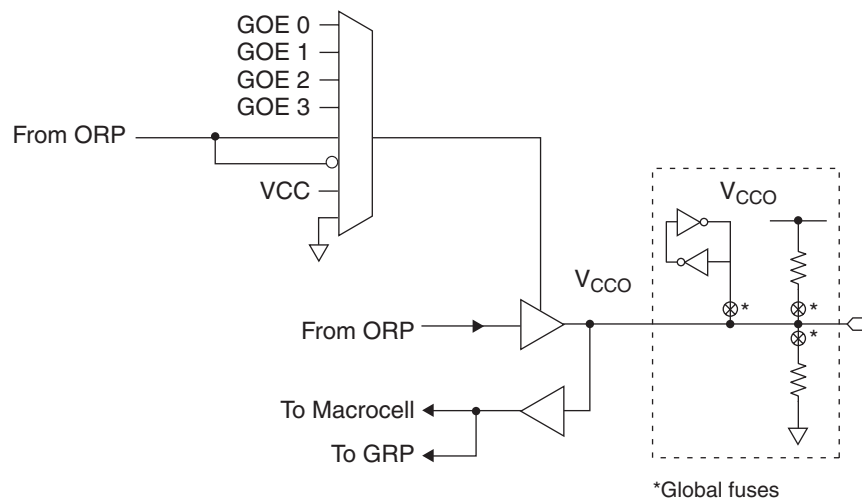 GOE 0
GOE 1
GOE 2
GOE 3
From ORP
VCC
VCCO
VCCO
*
*
*
From ORP
To Macrocell
To GRP
*Global fuses